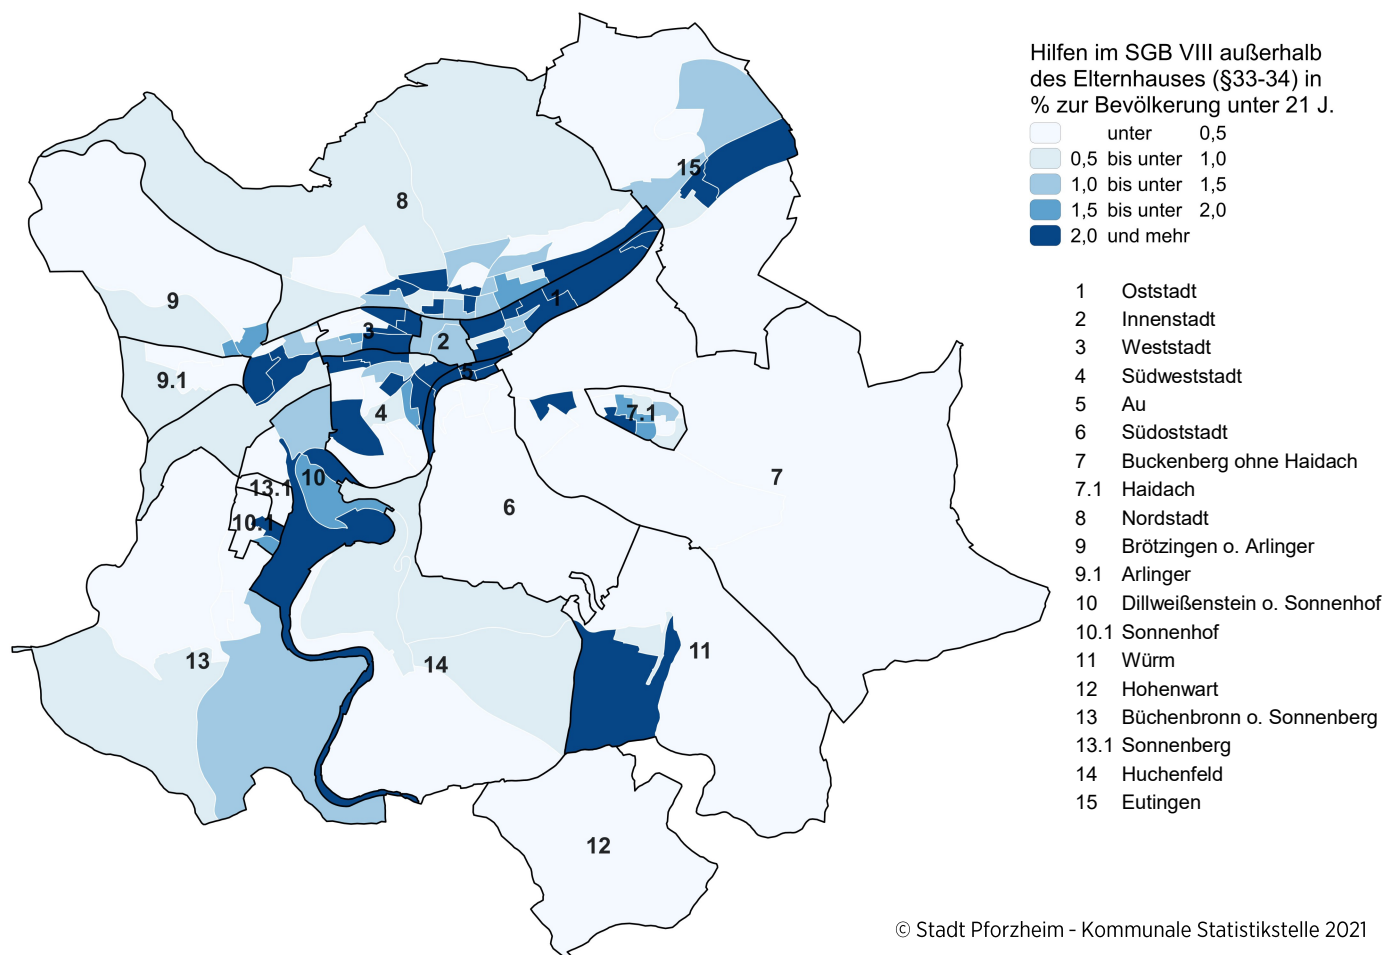 Hilfen im SGB VIII außerhalb
des Elternhauses (§33-34) in
% zur Bevölkerung unter 21 J.
unter 0,5
0,5 bis unter 1,0
1,0 bis unter 1,5
1,5 bis unter 2,0
2,0 und mehr
1 Oststadt
2 Innenstadt
3 Weststadt
4 Südweststadt
5 Au
6 Südoststadt
7 Buckenberg ohne Haidach
7.1 Haidach
8 Nordstadt
9 Brötzingen o. Arlinger
9.1 Arlinger
10 Dillweißenstein o. Sonnenhof
10.1 Sonnenhof
11 Würm
12 Hohenwart
13 Büchenbronn o. Sonnenberg
13.1 Sonnenberg
14 Huchenfeld
15 Eutingen
15
8
9
1
3
2
5
9.1
4
7.1
10
7
13.1
6
10.1
11
13
14
12
© Stadt Pforzheim - Kommunale Statistikstelle 2021